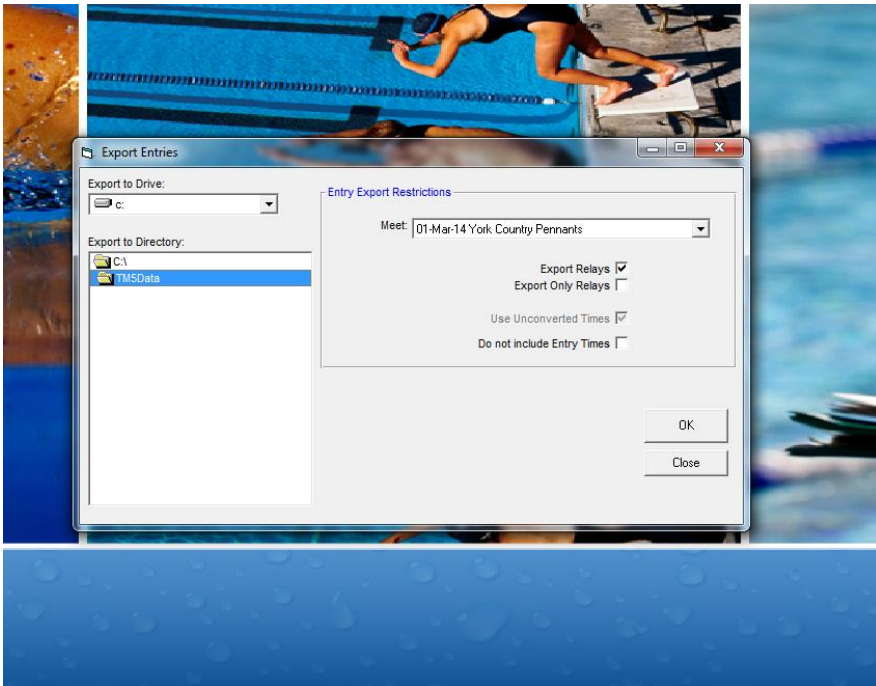 Export Entries
Export to Drive:
c:
Export to Directory:
C:\
TM5Data
Entry Export Restrictions
Meet: 01-Mar-14 York Country Pennants
Export Relays
Export Only Relays
Use Unconverted Times
Do not include Entry Times
OK
Close